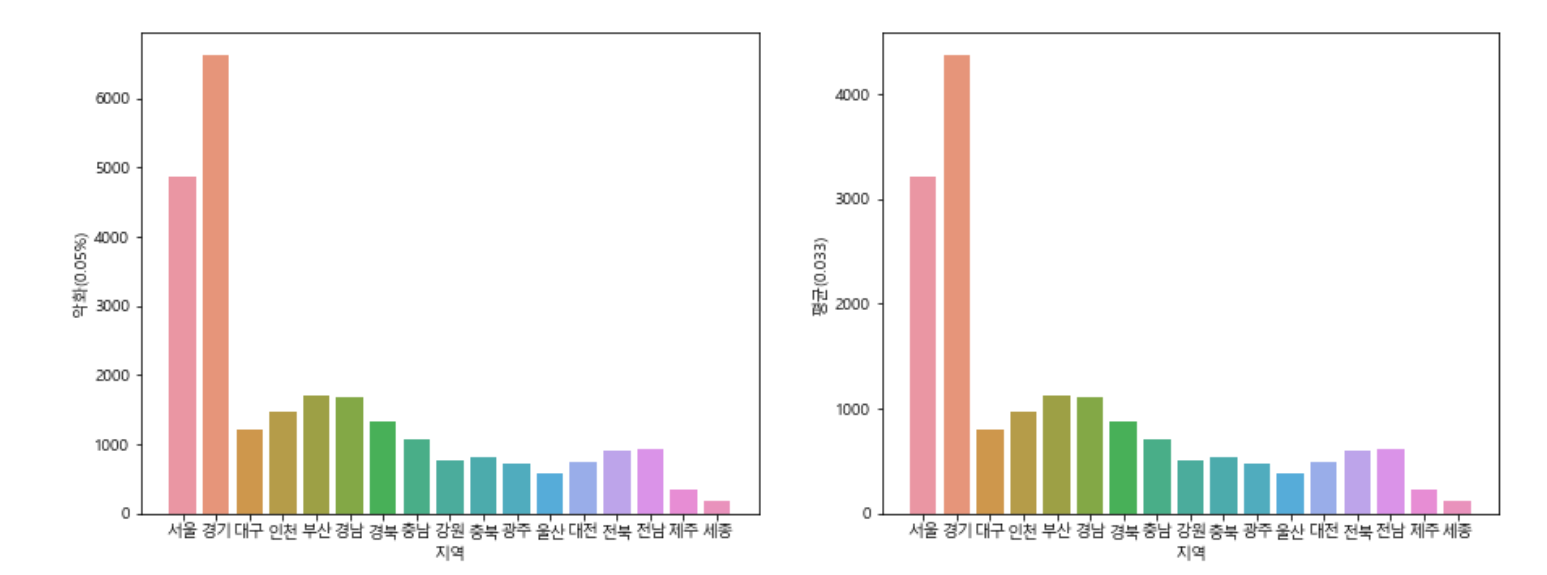 악화(0.05%)
6000
5000
4000
3000
2000
1000
0
서울 경기 대구 인천 부산 경남 경북 충남 강원 충북 광주 울산 대전 전북 전남 제주 세종
지역
평균(0.033)
4000
3000
2000
1000
0
서울 경기 대구 인천 부산 경남 경북 충남 강원 충북 광주 울산 대전 전북 전남 제주 세종
지역